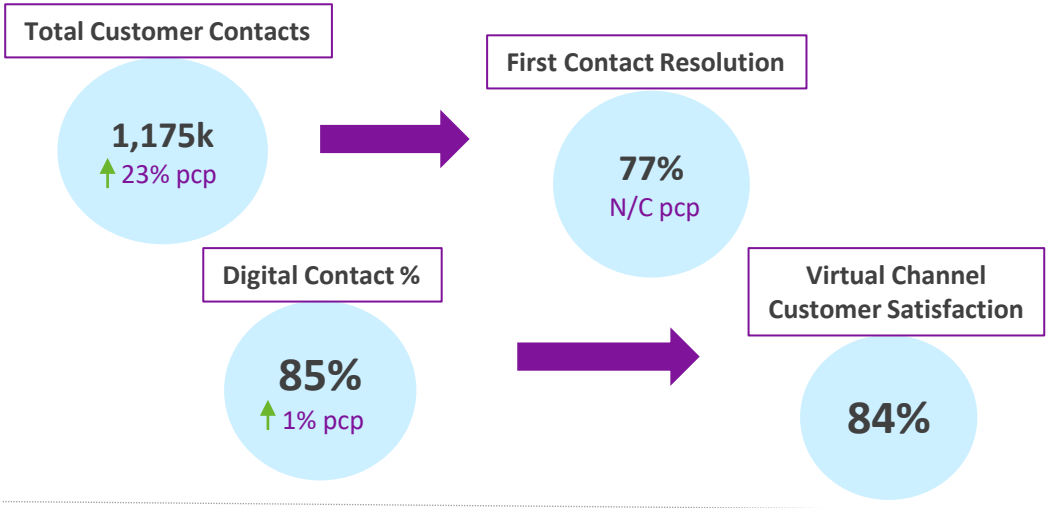 Total Customer Contacts
1,175k
23% pcp
First Contact Resolution
77%
N/C pcp
Digital Contact %
85%
1% pcp
Virtual Channel
Customer Satisfaction
84%